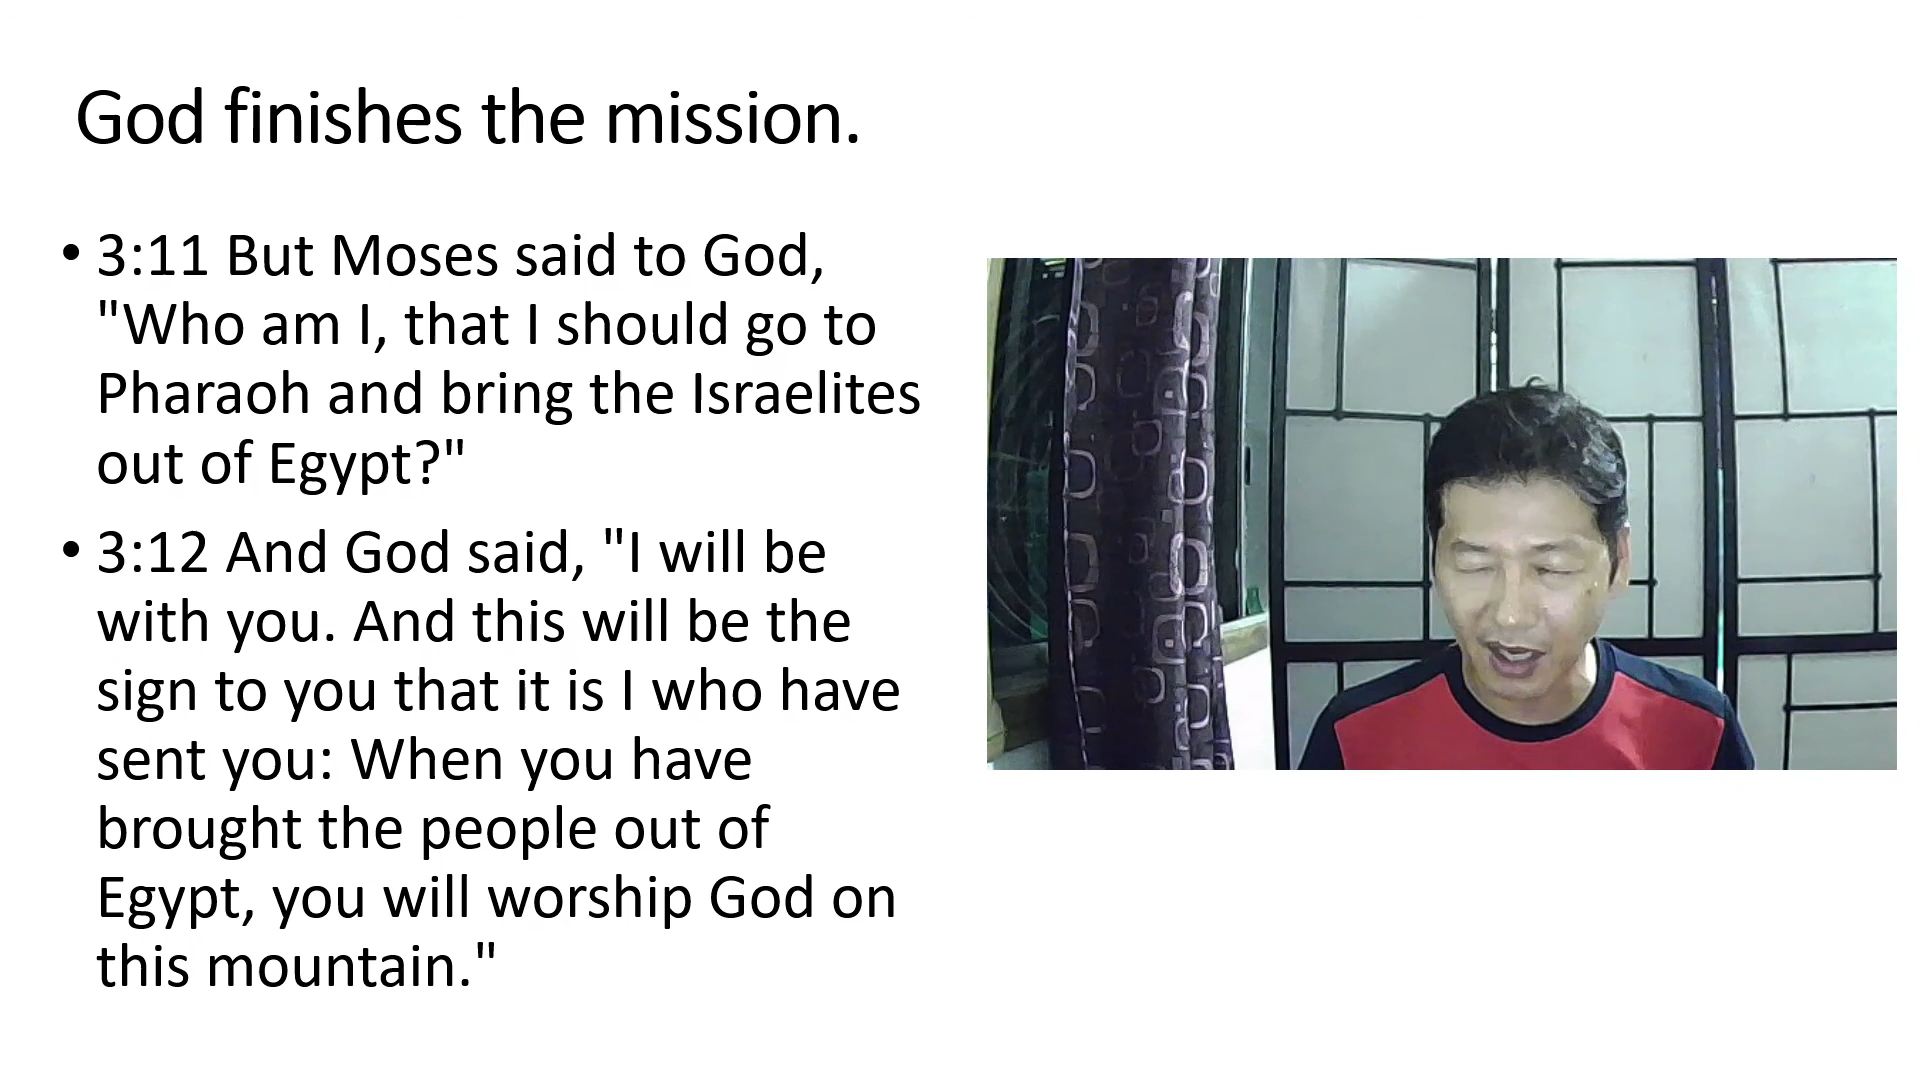 God finishes the mission.
• 3:11 But Moses said to God,
"Who am I, that I should go to
Pharaoh and bring the Israelites
out of Egypt?"
• 3:12 And God said, "I will be
with you. And this will be the
sign to you that it is I who have
sent you: When you have
brought the people out of
Egypt, you will worship God on
this mountain."